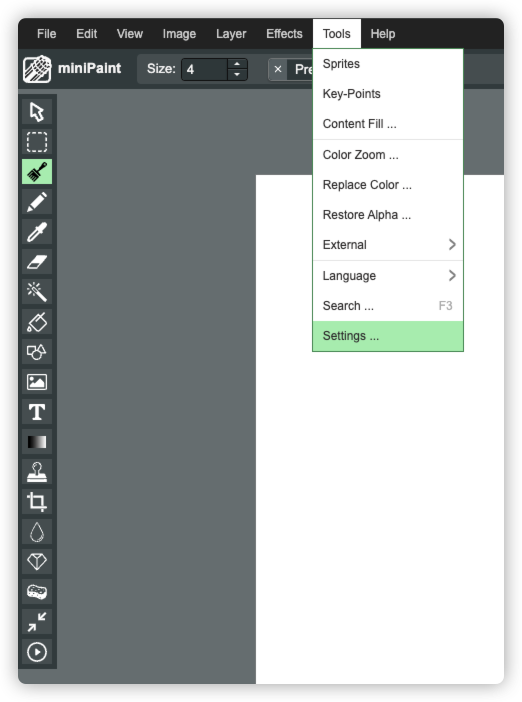 File Edit View Image Layer Effects Tools Help
miniPaint Size: 4 × Pre
Sprites
Key-Points
Content Fill ...
Color Zoom ...
Replace Color ...
Restore Alpha ...
External
Language
Search ... F3
Settings ...
T